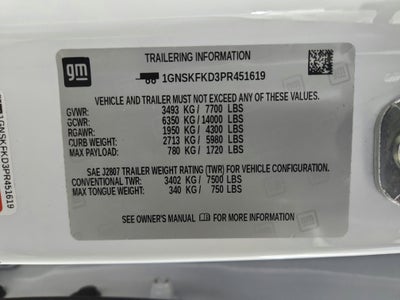 TRAILERING INFORMATION
gm
1GNSKFKD3PR451619
VEHICLE AND TRAILER MUST NOT EXCEED ANY OF THESE RATINGS.
GVWR: 3493 KG / 7700 LBS
GCWR: 6350 KG / 14000 LBS
RGAWR: 1950 KG / 4300 LBS
CURB WEIGHT: 2713 KG / 5980 LBS
MAX PAYLOAD: 780 KG / 1720 LBS
SAE J2807 TRAILER WEIGHT RATING (TWR) FOR VEHICLE CONFIGURATION.
CONVENTIONAL TWR: 3402 KG / 7500 LBS
MAX TONGUE WEIGHT: 340 KG / 750 LBS
SEE OWNER'S MANUAL FOR MORE INFORMATION.
1GNSKFKD3PR451619